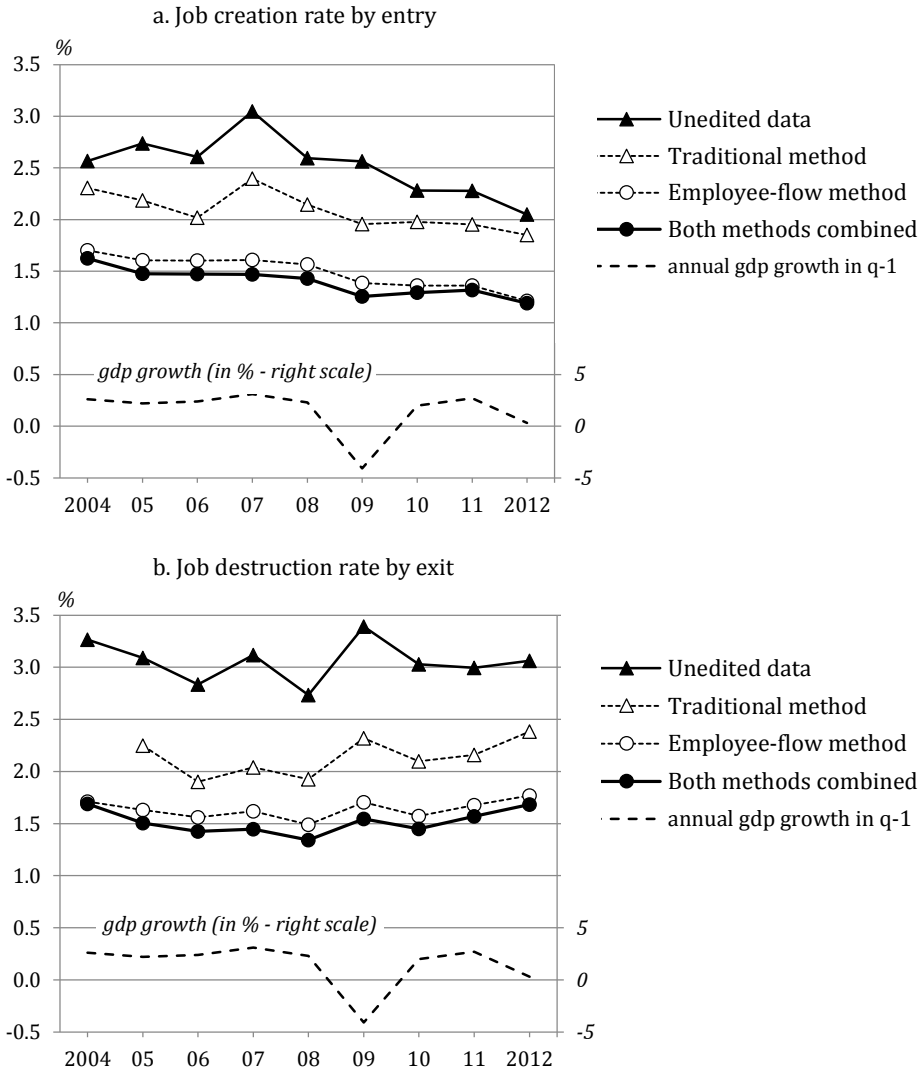 a. Job creation rate by entry
%
3.5
3.0
2.5
2.0
1.5
1.0
0.5
0.0
-0.5
5
0
-5
gdp growth (in % - right scale)
2004 05 06 07 08 09 10 11 2012
Unedited data
Traditional method
Employee-flow method
Both methods combined
annual gdp growth in q-1
b. Job destruction rate by exit
%
3.5
3.0
2.5
2.0
1.5
1.0
0.5
0.0
-0.5
5
0
-5
gdp growth (in % - right scale)
2004 05 06 07 08 09 10 11 2012
Unedited data
Traditional method
Employee-flow method
Both methods combined
annual gdp growth in q-1